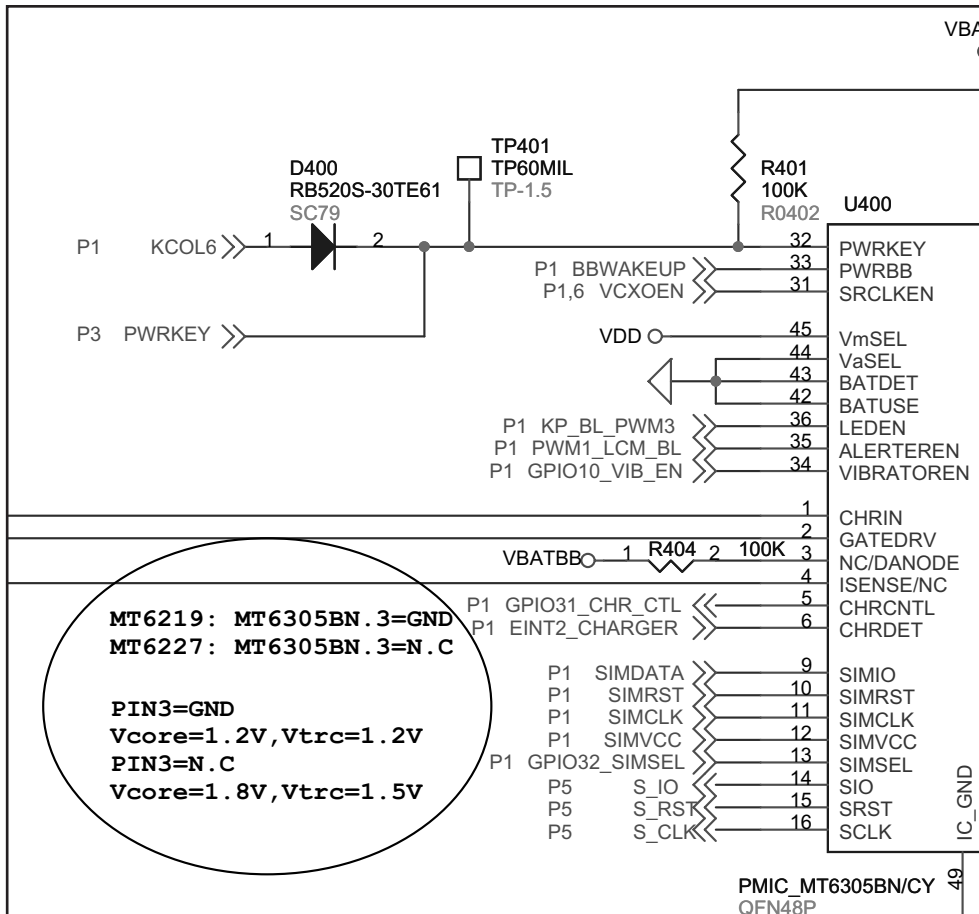 VBA
TP401
TP60MIL
TP-1.5
D400
RB520S-30TE61
SC79
R401
100K
R0402
U400
P1 KCOL6 1 2 32 PWRKEY
P1 BBWAKEUP 33 PWRBB
P1,6 VCXOEN 31 SRCLKEN
P3 PWRKEY
VDD 45 VmSEL
44 VaSEL
43 BATDET
42 BATUSE
P1 KP_BL_PWM3 36 LEDEN
P1 PWM1_LCM_BL 35 ALERTEREN
P1 GPIO10_VIB_EN 34 VIBRATOREN
1 CHRIN
2 GATEDRV
VBATBB 1 R404 2 100K 3 NC/DANODE
4 ISENSE/NC
P1 GPIO31_CHR_CTL 5 CHRCNTL
P1 EINT2_CHARGER 6 CHRDET
MT6219: MT6305BN.3=GND
MT6227: MT6305BN.3=N.C
PIN3=GND
Vcore=1.2V,Vtrc=1.2V
PIN3=N.C
Vcore=1.8V,Vtrc=1.5V
P1 SIMDATA 9 SIMIO
P1 SIMRST 10 SIMRST
P1 SIMCLK 11 SIMCLK
P1 SIMVCC 12 SIMVCC
P1 GPIO32_SIMSEL 13 SIMSEL
P5 S_IO 14 SIO
P5 S_RST 15 SRST
P5 S_CLK 16 SCLK
IC_GND
49
PMIC_MT6305BN/CY
QFN48P